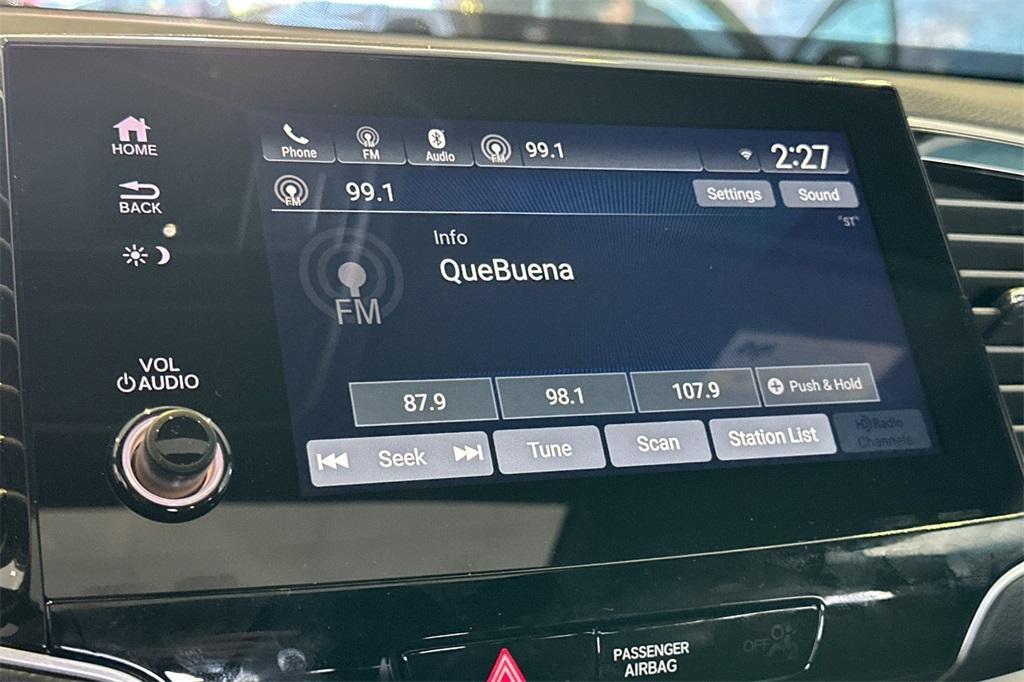 HOME
BACK
VOL
AUDIO
Phone
FM
Audio
FM
99.1
2:27
FM
99.1
Settings
Sound
"ST"
Info
QueBuena
FM
87.9
98.1
107.9
Push & Hold
Seek
Tune
Scan
Station List
HD Radio
Channels
PASSENGER
AIRBAG
OFF